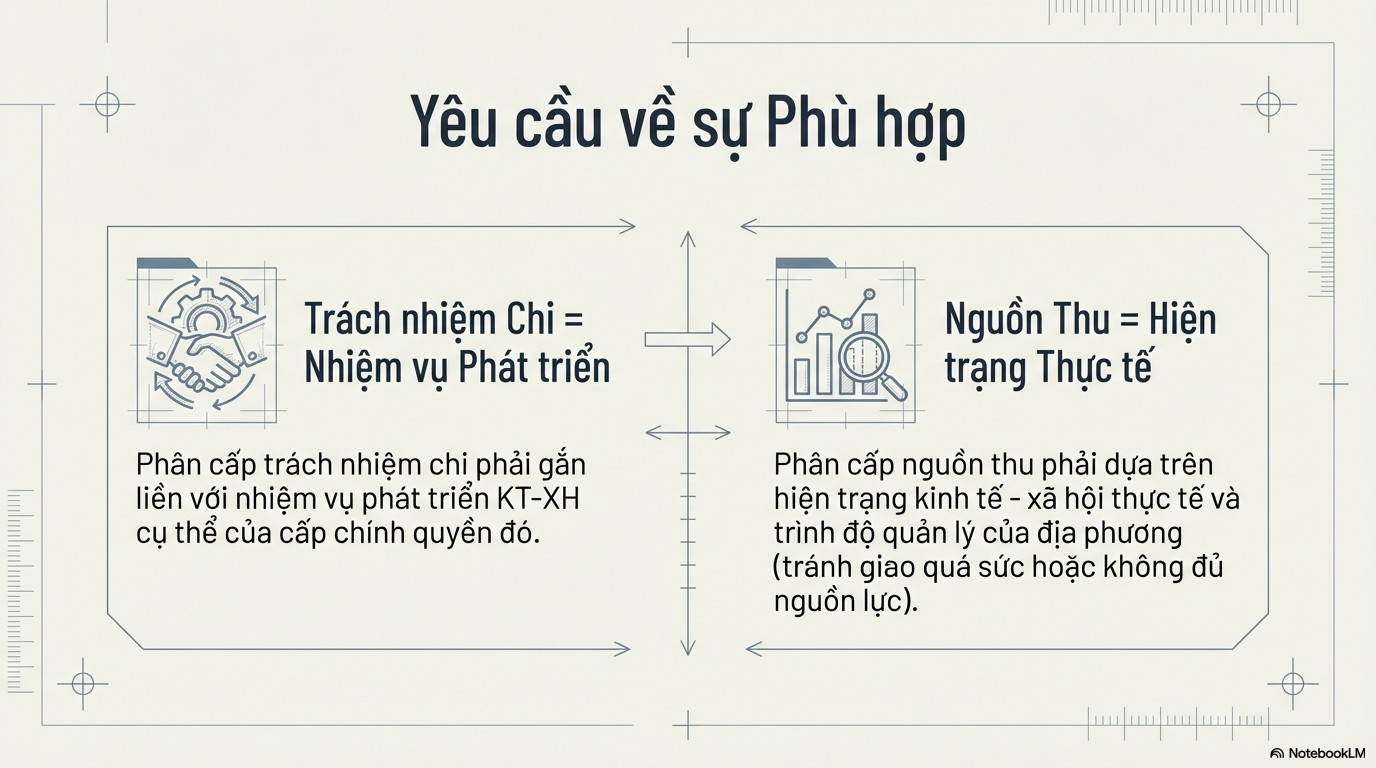 Yêu cầu về sự Phù hợp
Trách nhiệm Chi =
Nhiệm vụ Phát triển
Phân cấp trách nhiệm chi phải gắn
liền với nhiệm vụ phát triển KT-XH
cụ thể của cấp chính quyền đó.
Nguồn Thu = Hiện
trạng Thực tế
Phân cấp nguồn thu phải dựa trên
hiện trạng kinh tế - xã hội thực tế và
trình độ quản lý của địa phương
(tránh giao quá sức hoặc không đủ
nguồn lực).
NotebookLM